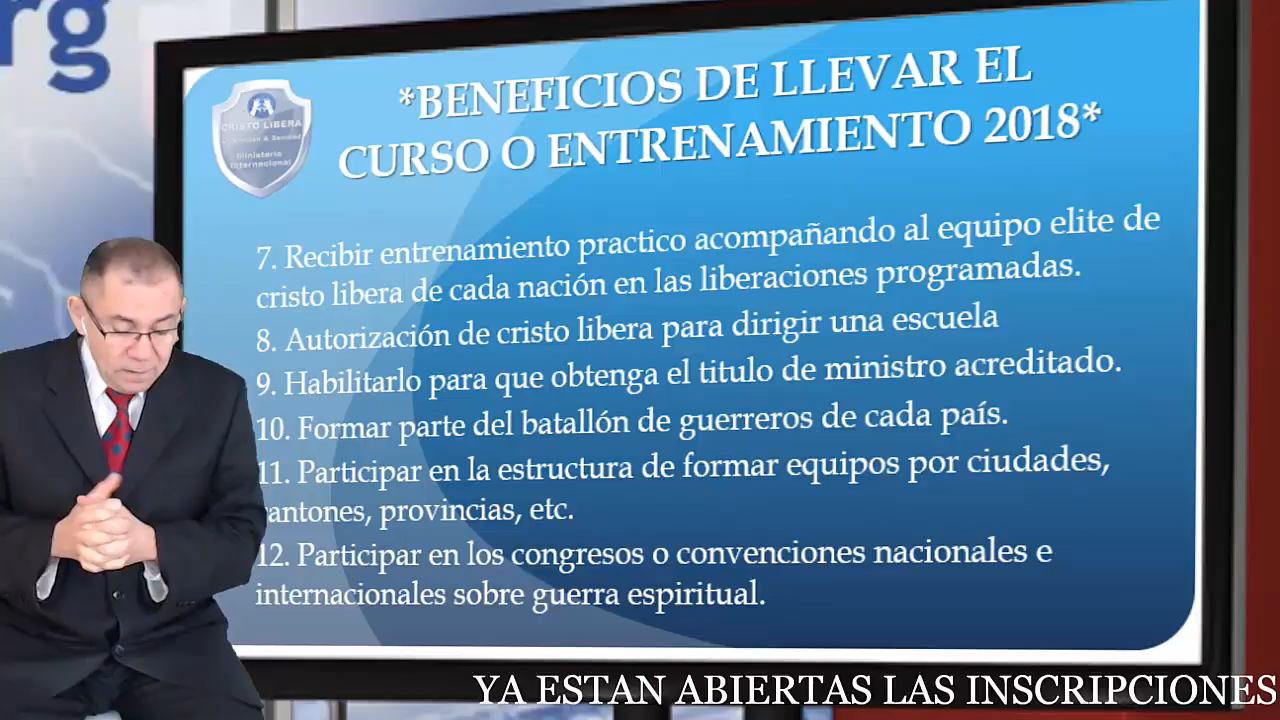 rg
*BENEFICIOS DE LLEVAR EL
CURSO O ENTRENAMIENTO 2018*
CRISTO LIBERA
Ministerio
Internacional
7. Recibir entrenamiento practico acompañando al equipo elite de
cristo libera de cada nación en las liberaciones programadas.
8. Autorización de cristo libera para dirigir una escuela
9. Habilitarlo para que obtenga el titulo de ministro acreditado.
10. Formar parte del batallón de guerreros de cada país.
11. Participar en la estructura de formar equipos por ciudades,
antones, provincias, etc.
12. Participar en los congresos o convenciones nacionales e
internacionales sobre guerra espiritual.
YA ESTAN ABIERTAS LAS INSCRIPCIONES